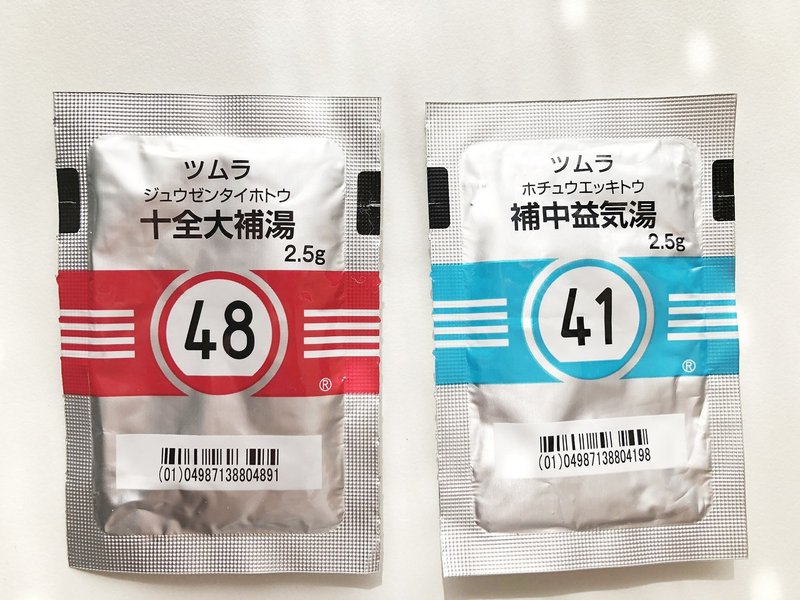 ツムラ
ジュウゼンタイホトウ
十全大補湯
2.5g
48
®
(01)04987138804891
ツムラ
ホチュウエッキトウ
補中益気湯
2.5g
41
®
(01)04987138804198